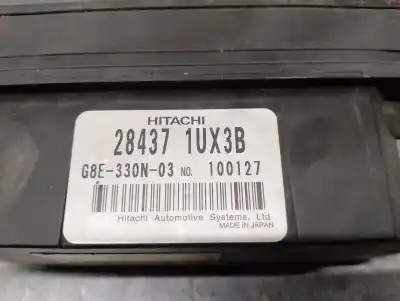 HITACHI
28437 1UX3B
G8E-330N-03 NO. 100127
Hitachi Automotive Systems, Ltd.
MADE IN JAPAN